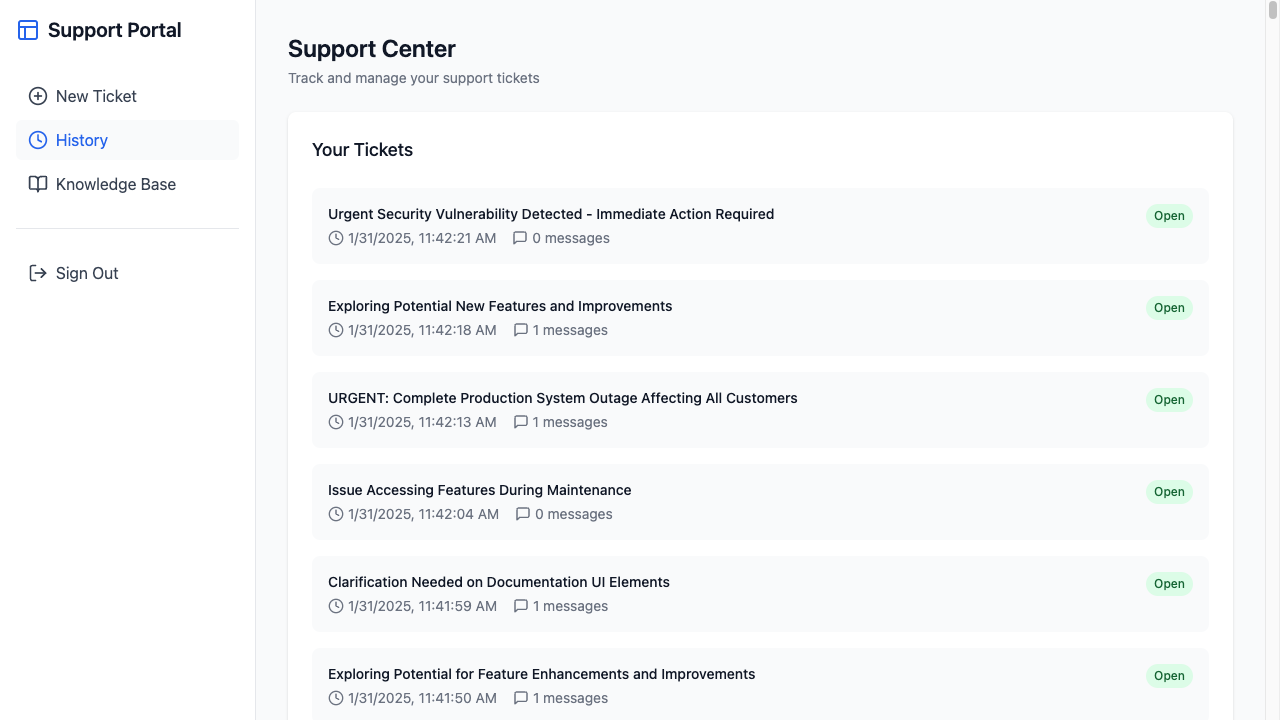 Support Portal
New Ticket
History
Knowledge Base
Sign Out
Support Center
Track and manage your support tickets
Your Tickets
Urgent Security Vulnerability Detected - Immediate Action Required
Open
1/31/2025, 11:42:21 AM 0 messages
Exploring Potential New Features and Improvements
Open
1/31/2025, 11:42:18 AM 1 messages
URGENT: Complete Production System Outage Affecting All Customers
Open
1/31/2025, 11:42:13 AM 1 messages
Issue Accessing Features During Maintenance
Open
1/31/2025, 11:42:04 AM 0 messages
Clarification Needed on Documentation UI Elements
Open
1/31/2025, 11:41:59 AM 1 messages
Exploring Potential for Feature Enhancements and Improvements
Open
1/31/2025, 11:41:50 AM 1 messages